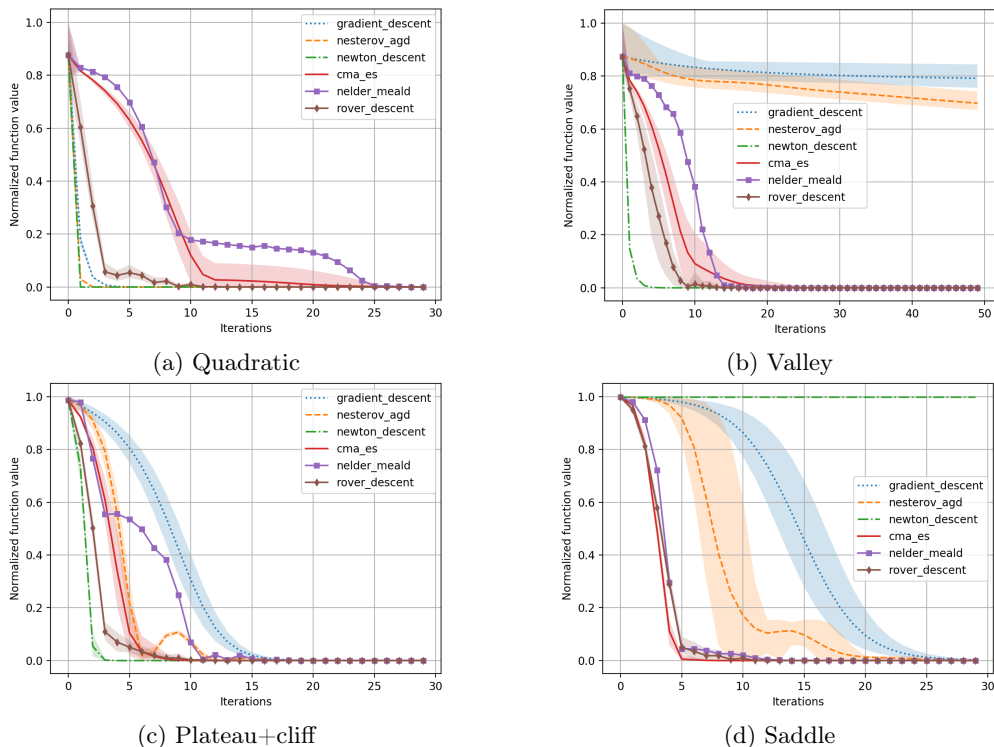 1.0
0.8
0.6
0.4
0.2
0.0
Normalized function value
0 5 10 15 20 25 30
Iterations
gradient_descent
nesterov_agd
newton_descent
cma_es
nelder_meald
rover_descent
(a) Quadratic
1.0
0.8
0.6
0.4
0.2
0.0
Normalized function value
0 10 20 30 40 50
Iterations
gradient_descent
nesterov_agd
newton_descent
cma_es
nelder_meald
rover_descent
(b) Valley
1.0
0.8
0.6
0.4
0.2
0.0
Normalized function value
0 5 10 15 20 25 30
Iterations
gradient_descent
nesterov_agd
newton_descent
cma_es
nelder_meald
rover_descent
(c) Plateau+cliff
1.0
0.8
0.6
0.4
0.2
0.0
Normalized function value
0 5 10 15 20 25 30
Iterations
gradient_descent
nesterov_agd
newton_descent
cma_es
nelder_meald
rover_descent
(d) Saddle